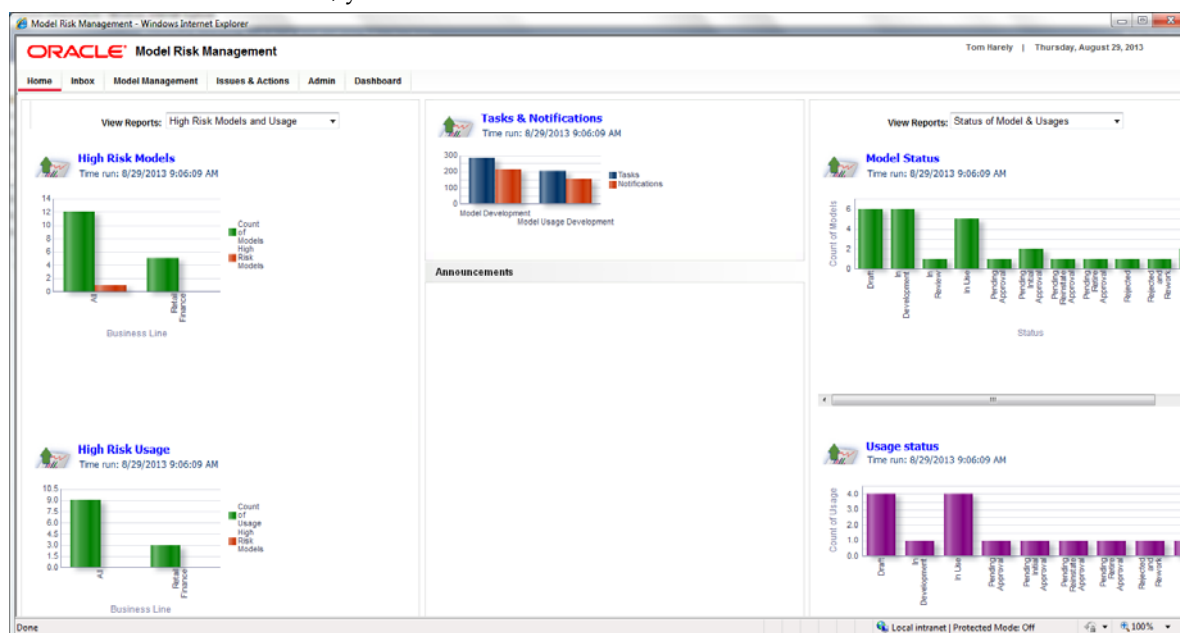 Model Risk Management - Windows Internet Explorer
ORACLE Model Risk Management
Tom Harely | Thursday, August 29, 2013
Home Inbox Model Management Issues & Actions Admin Dashboard
View Reports: High Risk Models and Usage
High Risk Models
Time run: 8/29/2013 9:06:09 AM
14
12
10
8
6
4
2
0
All
Retail Finance
Business Line
Count of Models
High Risk Models
High Risk Usage
Time run: 8/29/2013 9:06:09 AM
10.5
9.0
7.5
6.0
4.5
3.0
1.5
0.0
All
Retail Finance
Business Line
Count of Usage
High Risk Models
Tasks & Notifications
Time run: 8/29/2013 9:06:09 AM
300
200
100
0
Model Development
Model Usage Development
Tasks
Notifications
Announcements
View Reports: Status of Model & Usages
Model Status
Time run: 8/29/2013 9:06:09 AM
Count of Models
6
4
2
0
Draft
In Development
In Review
In Use
Pending Approval
Pending Initial Approval
Pending Reinstate Approval
Pending Retire Approval
Rejected
Rejected and Rework
Status
Usage status
Time run: 8/29/2013 9:06:09 AM
Count of Usage
4.0
3.0
2.0
1.0
0.0
Draft
In Development
In Use
Pending Approval
Pending Initial Approval
Pending Reinstate Approval
Pending Retire Approval
Rejected and Rework
Done
Local intranet | Protected Mode: Off
100%